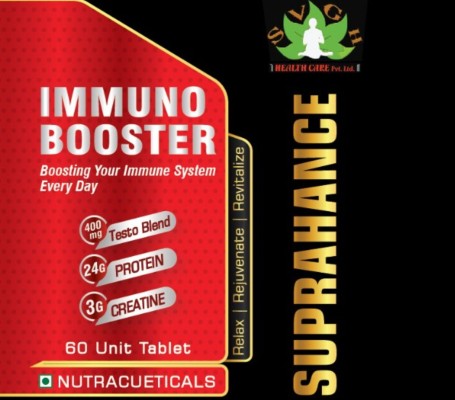 IMMUNO
BOOSTER
Boosting Your Immune System
Every Day
400 mg Testo Blend
24G PROTEIN
3G CREATINE
60 Unit Tablet
NUTRACUETICALS
Relax | Rejuvenate | Revitalize
SVGH
HEALTH CARE Pvt. Ltd.
SUPRAHANCE